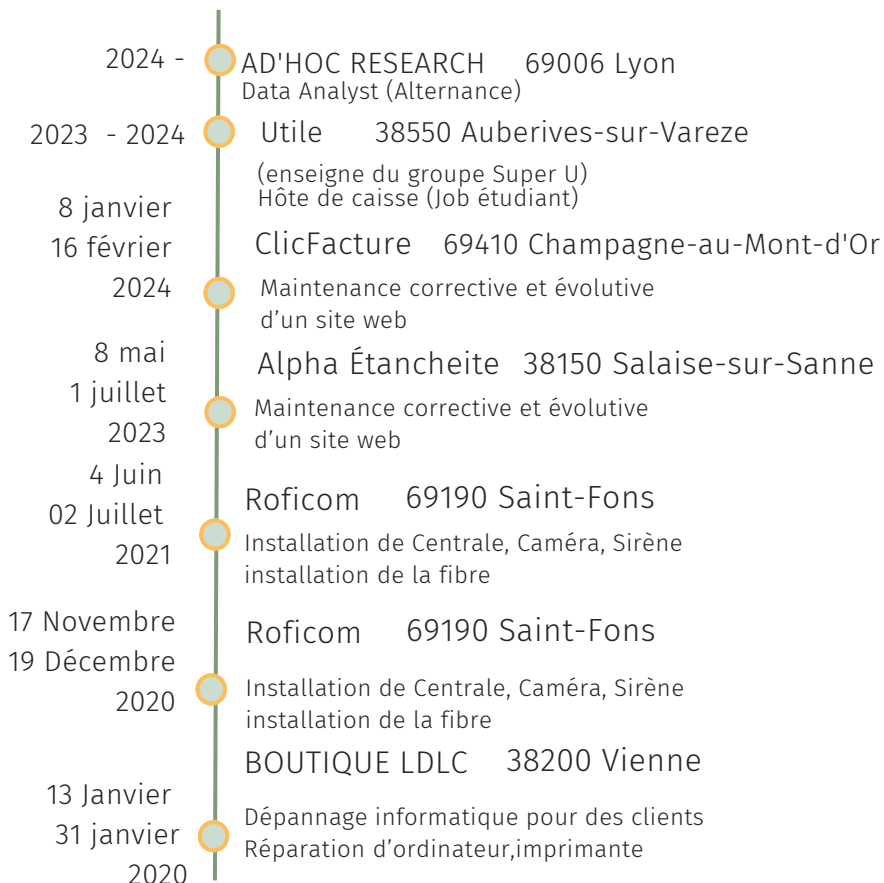 2024 -
AD'HOC RESEARCH 69006 Lyon
Data Analyst (Alternance)
2023 - 2024
Utile 38550 Auberives-sur-Vareze
(enseigne du groupe Super U)
Hôte de caisse (Job étudiant)
8 janvier
16 février
2024
ClicFacture 69410 Champagne-au-Mont-d'Or
Maintenance corrective et évolutive
d’un site web
8 mai
1 juillet
2023
Alpha Étancheite 38150 Salaise-sur-Sanne
Maintenance corrective et évolutive
d’un site web
4 Juin
02 Juillet
2021
Roficom 69190 Saint-Fons
Installation de Centrale, Caméra, Sirène
installation de la fibre
17 Novembre
19 Décembre
2020
Roficom 69190 Saint-Fons
Installation de Centrale, Caméra, Sirène
installation de la fibre
13 Janvier
31 janvier
2020
BOUTIQUE LDLC 38200 Vienne
Dépannage informatique pour des clients
Réparation d’ordinateur,imprimante